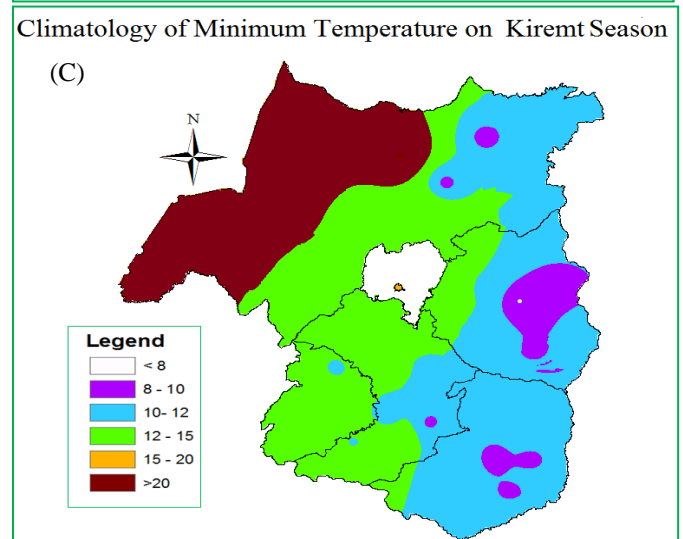 Climatology of Minimum Temperature on Kiremt Season
(C)
N
Legend
< 8
8 - 10
10- 12
12 - 15
15 - 20
>20